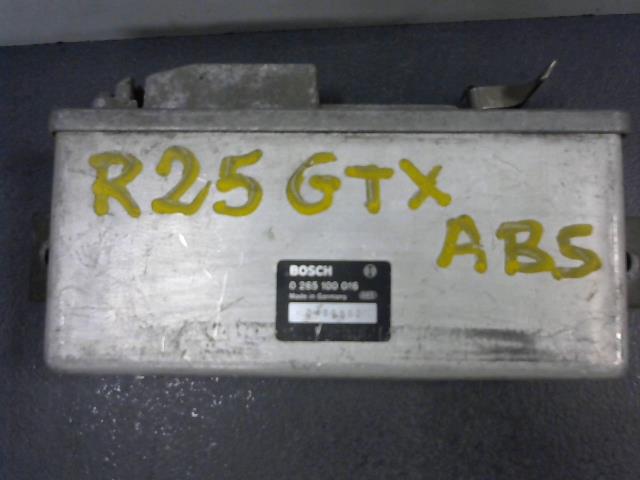 R25 GTX
ABS
BOSCH
0 265 100 016
Made in Germany